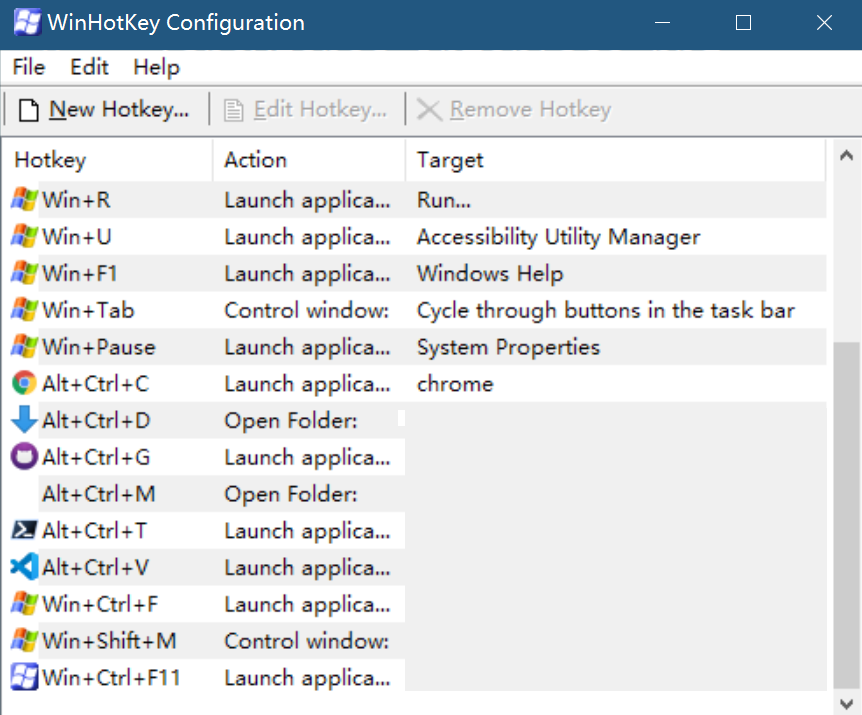 WinHotKey Configuration
File Edit Help
New Hotkey... Edit Hotkey... Remove Hotkey
Hotkey Action Target
Win+R Launch applica... Run...
Win+U Launch applica... Accessibility Utility Manager
Win+F1 Launch applica... Windows Help
Win+Tab Control window: Cycle through buttons in the task bar
Win+Pause Launch applica... System Properties
Alt+Ctrl+C Launch applica... chrome
Alt+Ctrl+D Open Folder:
Alt+Ctrl+G Launch applica...
Alt+Ctrl+M Open Folder:
Alt+Ctrl+T Launch applica...
Alt+Ctrl+V Launch applica...
Win+Ctrl+F Launch applica...
Win+Shift+M Control window:
Win+Ctrl+F11 Launch applica...